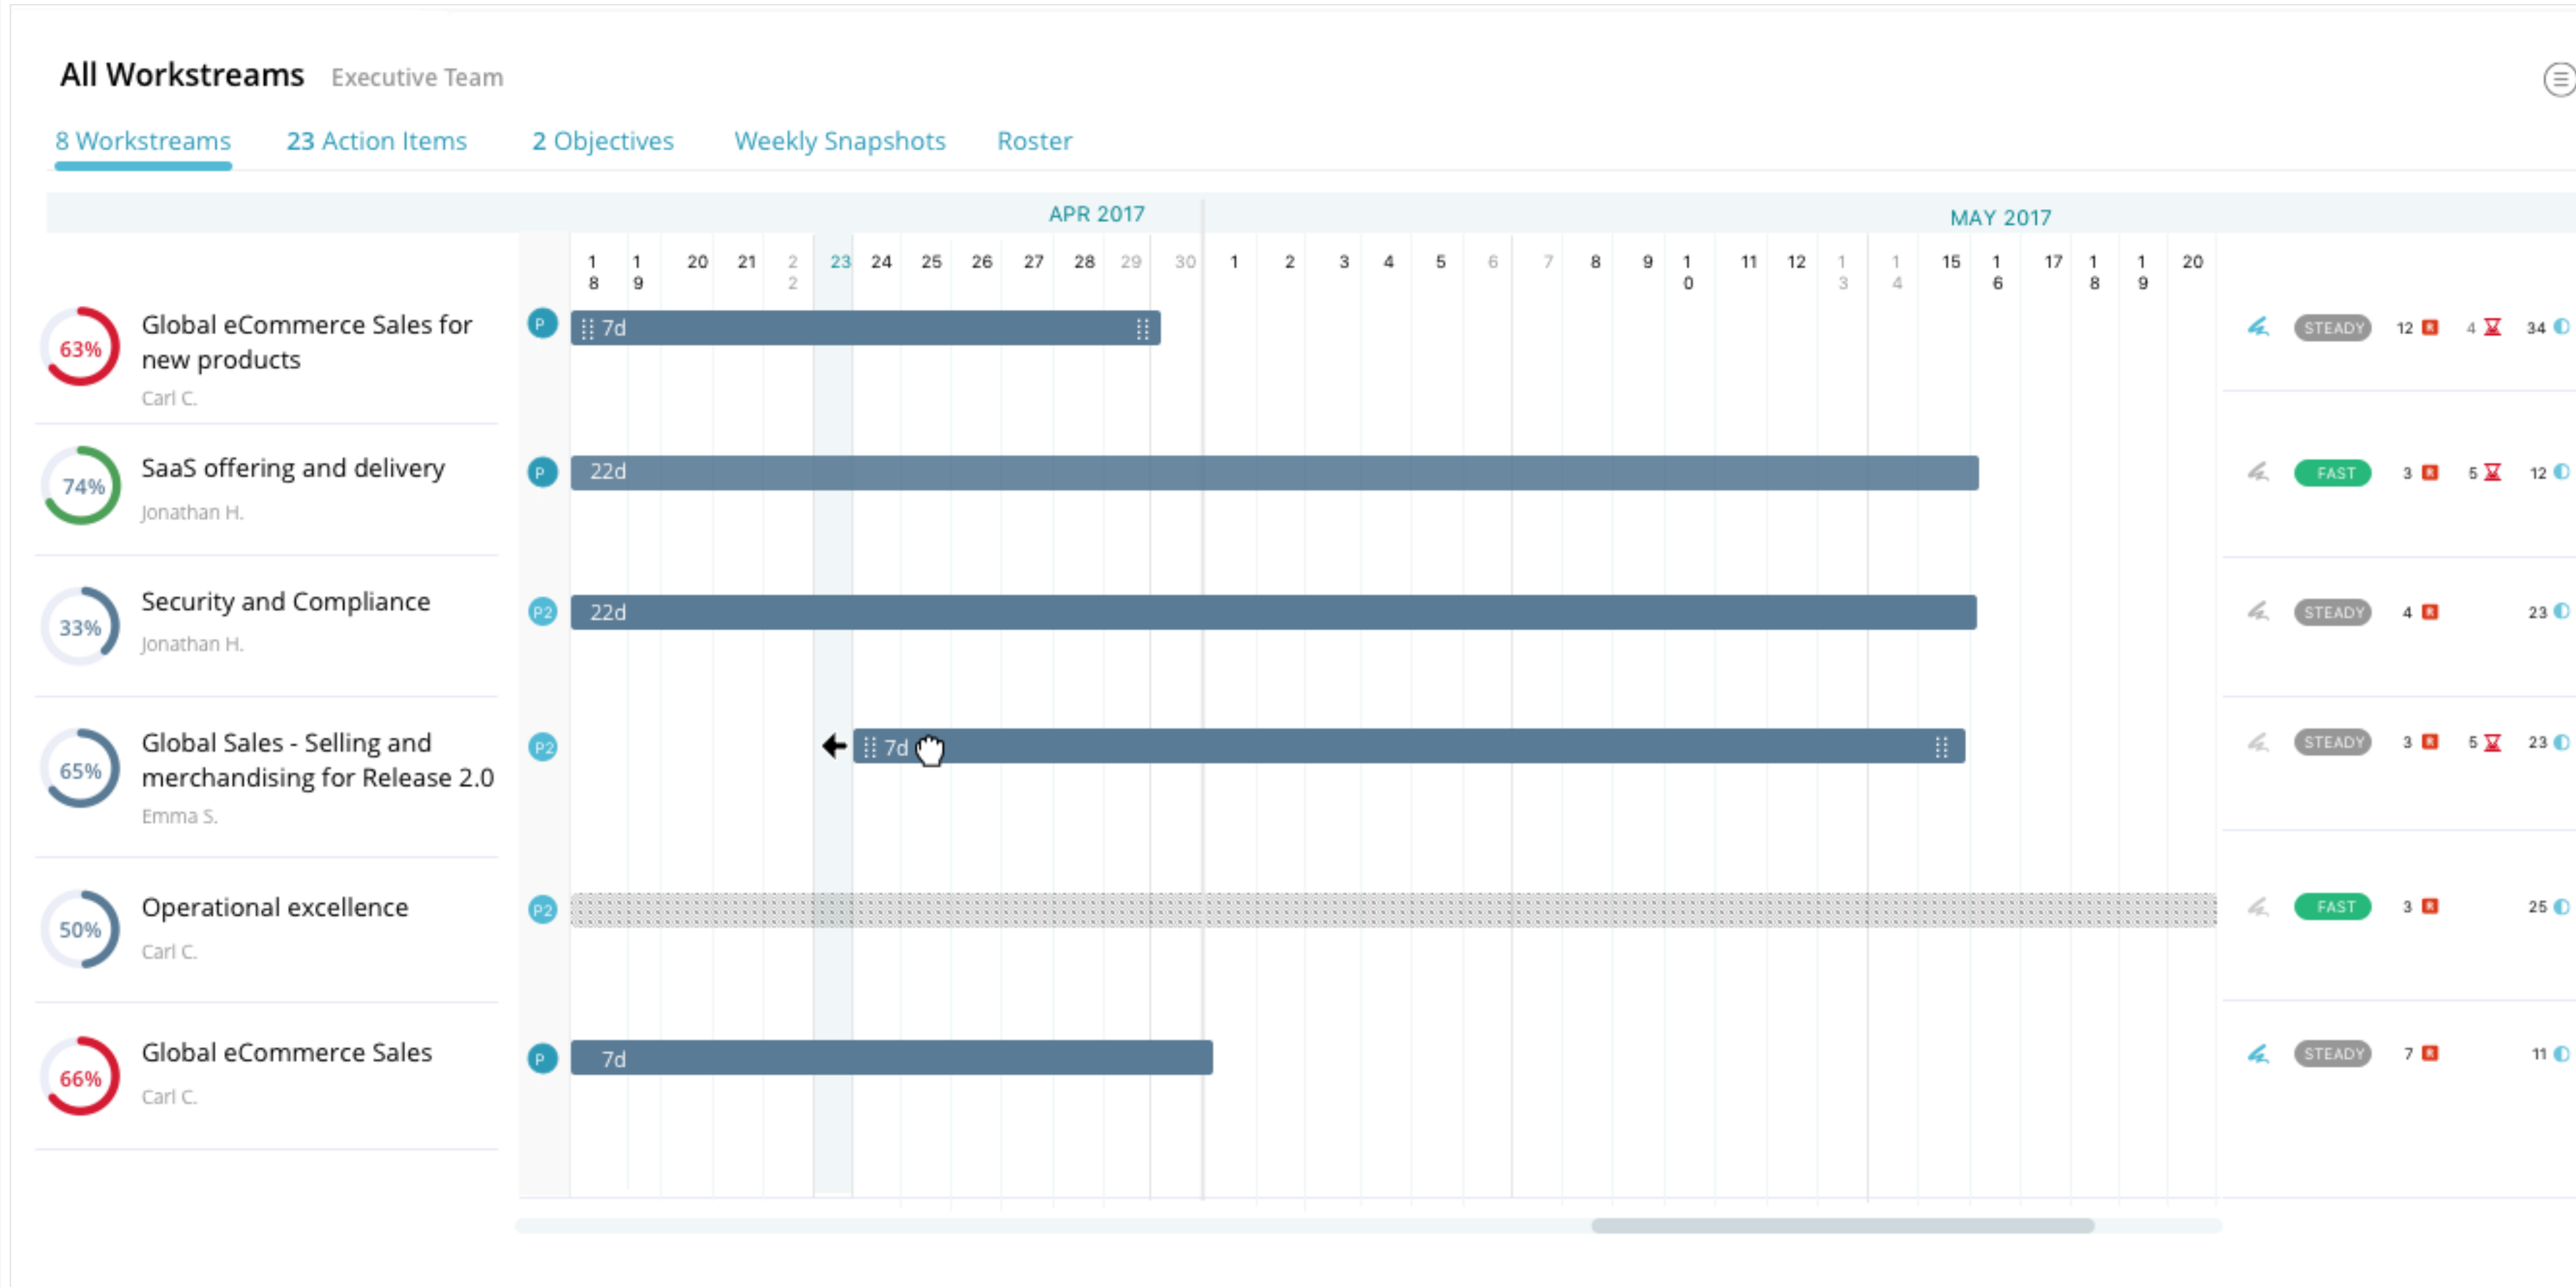 All Workstreams Executive Team
8 Workstreams 23 Action Items 2 Objectives Weekly Snapshots Roster
APR 2017 MAY 2017
18 19 20 21 22 23 24 25 26 27 28 29 30 1 2 3 4 5 6 7 8 9 10 11 12 13 14 15 16 17 18 19 20
63%
Global eCommerce Sales for
new products
Carl C.
P 7d STEADY 12 R 4 34
74%
SaaS offering and delivery
Jonathan H.
P 22d FAST 3 R 5 12
33%
Security and Compliance
Jonathan H.
P2 22d STEADY 4 R 23
65%
Global Sales - Selling and
merchandising for Release 2.0
Emma S.
P2 7d STEADY 3 R 5 23
50%
Operational excellence
Carl C.
P2 FAST 3 R 25
66%
Global eCommerce Sales
Carl C.
P 7d STEADY 7 R 11